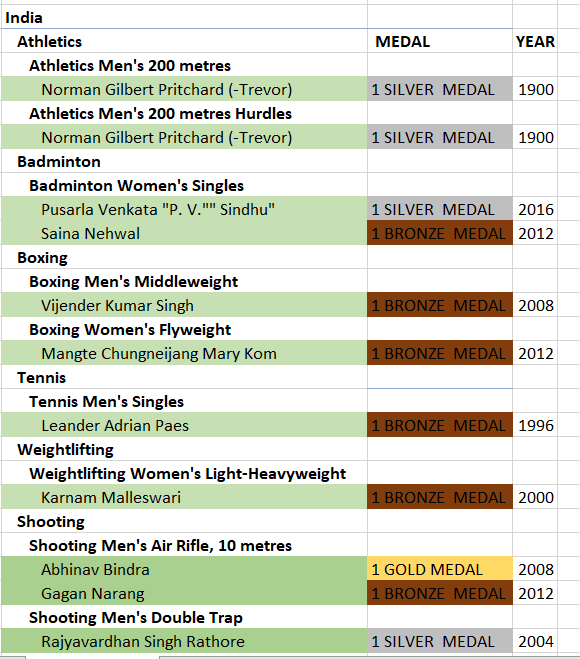 India
Athletics MEDAL YEAR
Athletics Men's 200 metres
Norman Gilbert Pritchard (-Trevor) 1 SILVER MEDAL 1900
Athletics Men's 200 metres Hurdles
Norman Gilbert Pritchard (-Trevor) 1 SILVER MEDAL 1900
Badminton
Badminton Women's Singles
Pusarla Venkata "P. V."" Sindhu" 1 SILVER MEDAL 2016
Saina Nehwal 1 BRONZE MEDAL 2012
Boxing
Boxing Men's Middleweight
Vijender Kumar Singh 1 BRONZE MEDAL 2008
Boxing Women's Flyweight
Mangte Chungneijang Mary Kom 1 BRONZE MEDAL 2012
Tennis
Tennis Men's Singles
Leander Adrian Paes 1 BRONZE MEDAL 1996
Weightlifting
Weightlifting Women's Light-Heavyweight
Karnam Malleswari 1 BRONZE MEDAL 2000
Shooting
Shooting Men's Air Rifle, 10 metres
Abhinav Bindra 1 GOLD MEDAL 2008
Gagan Narang 1 BRONZE MEDAL 2012
Shooting Men's Double Trap
Rajyavardhan Singh Rathore 1 SILVER MEDAL 2004